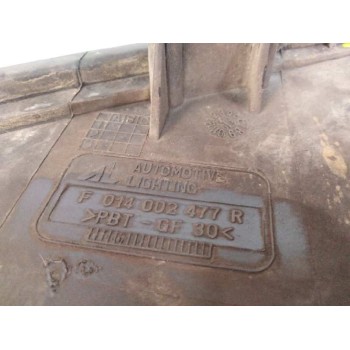 AUTOMOTIVE
LIGHTING
F 014 002 477 R
>PBT-GF 30<